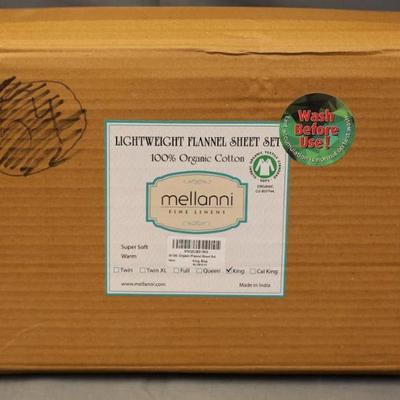 LIGHTWEIGHT FLANNEL SHEET SET
100% Organic Cotton
mellanni
FINE LINENS
ORGANIC
Super Soft
Warm
Twin Twin XL Full Queen King Cal King
www.mellanni.com
Made in India
Wash
Before
Use!